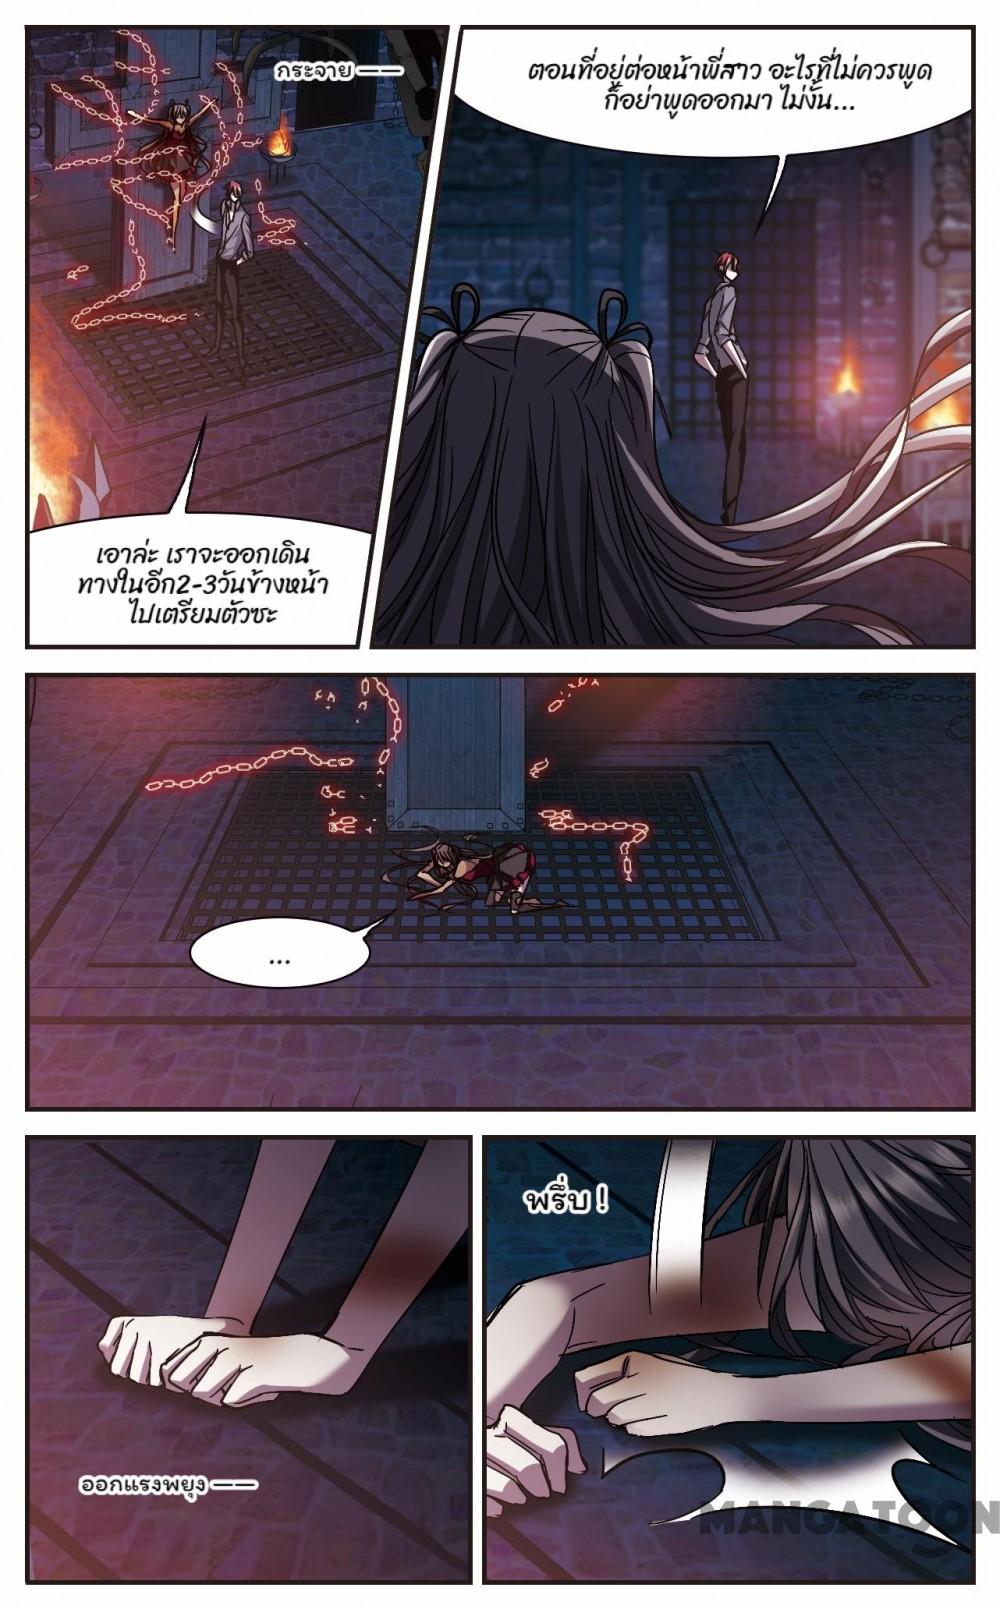 กระจาย ——
ตอนที่อยู่ต่อหน้าพี่สาว อะไรที่ไม่ควรพูด
ก็อย่าพูดออกมา ไม่งั้น...
เอาล่ะ เราจะออกเดิน
ทางในอีก2-3วันข้างหน้า
ไปเตรียมตัวซะ
...
พรึ่บ !
ออกแรงพยุง ——
MANGATOON